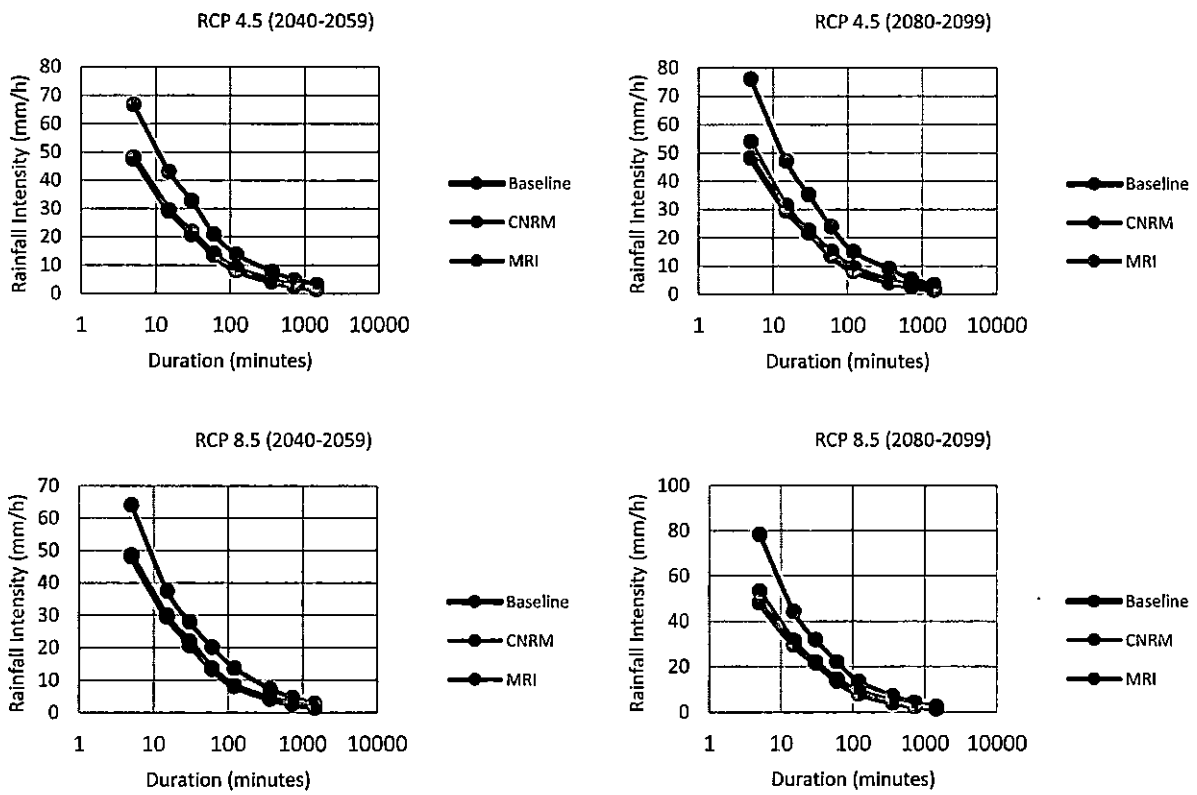 RCP 4.5 (2040-2059)
80
70
60
50
40
30
20
10
0
Rainfall Intensity (mm/h)
1 10 100 1000 10000
Duration (minutes)
Baseline
CNRM
MRI
RCP 4.5 (2080-2099)
80
70
60
50
40
30
20
10
0
Rainfall Intensity (mm/h)
1 10 100 1000 10000
Duration (minutes)
Baseline
CNRM
MRI
RCP 8.5 (2040-2059)
70
60
50
40
30
20
10
0
Rainfall Intensity (mm/h)
1 10 100 1000 10000
Duration (minutes)
Baseline
CNRM
MRI
RCP 8.5 (2080-2099)
100
80
60
40
20
0
Rainfall Intensity (mm/h)
1 10 100 1000 10000
Duration (minutes)
Baseline
CNRM
MRI